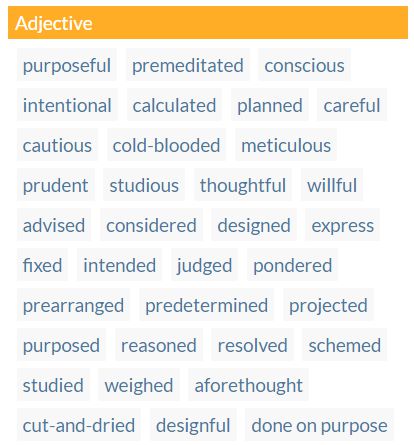 Adjective
purposeful premeditated conscious
intentional calculated planned careful
cautious cold-blooded meticulous
prudent studious thoughtful willful
advised considered designed express
fixed intended judged pondered
prearranged predetermined projected
purposed reasoned resolved schemed
studied weighed aforethought
cut-and-dried designful done on purpose